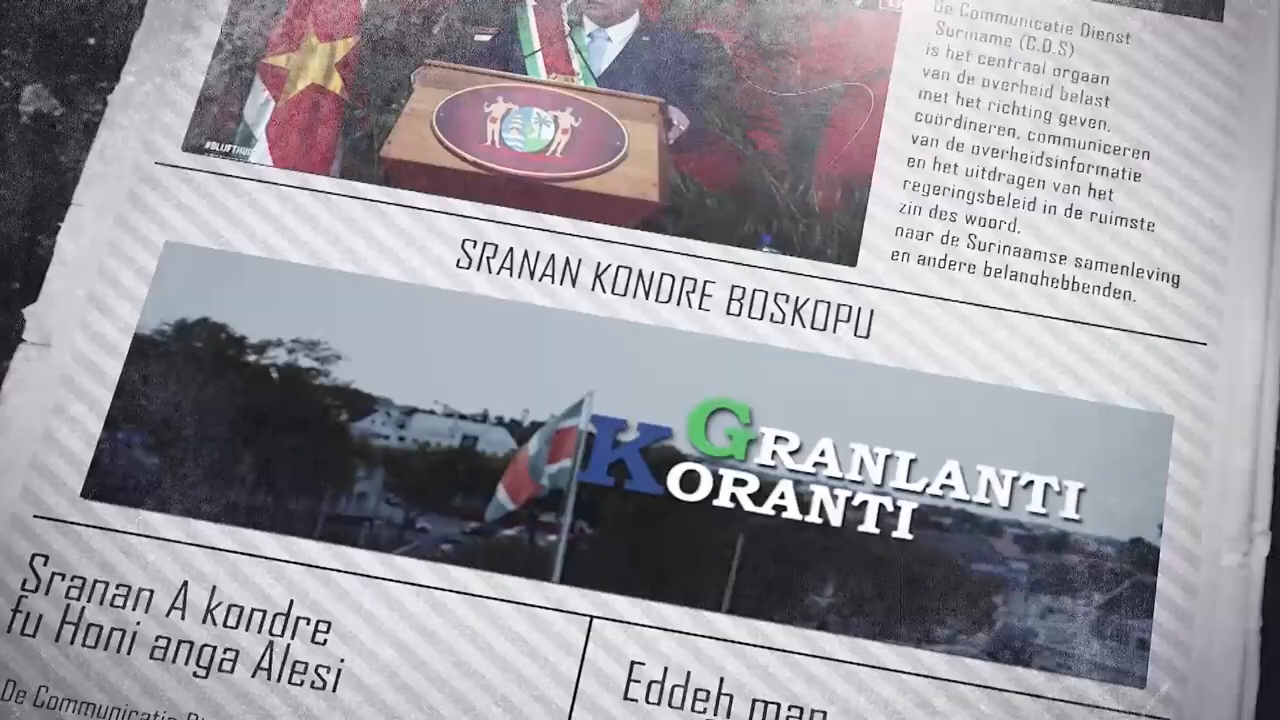 De Communicatie Dienst
Suriname (C.D.S)
is het centraal orgaan
van de overheid belast
met het richting geven,
coördineren, communiceren
van de overheidsinformatie
en het uitdragen van het
regeringsbeleid in de ruimste
zin des woord,
naar de Surinaamse samenleving
en andere belanghebbenden.
SRANAN KONDRE BOSKOPU
GRANLANTI
KORANTI
Sranan A kondre
fu Honi anga Alesi
De Communicatie
Eddeh man